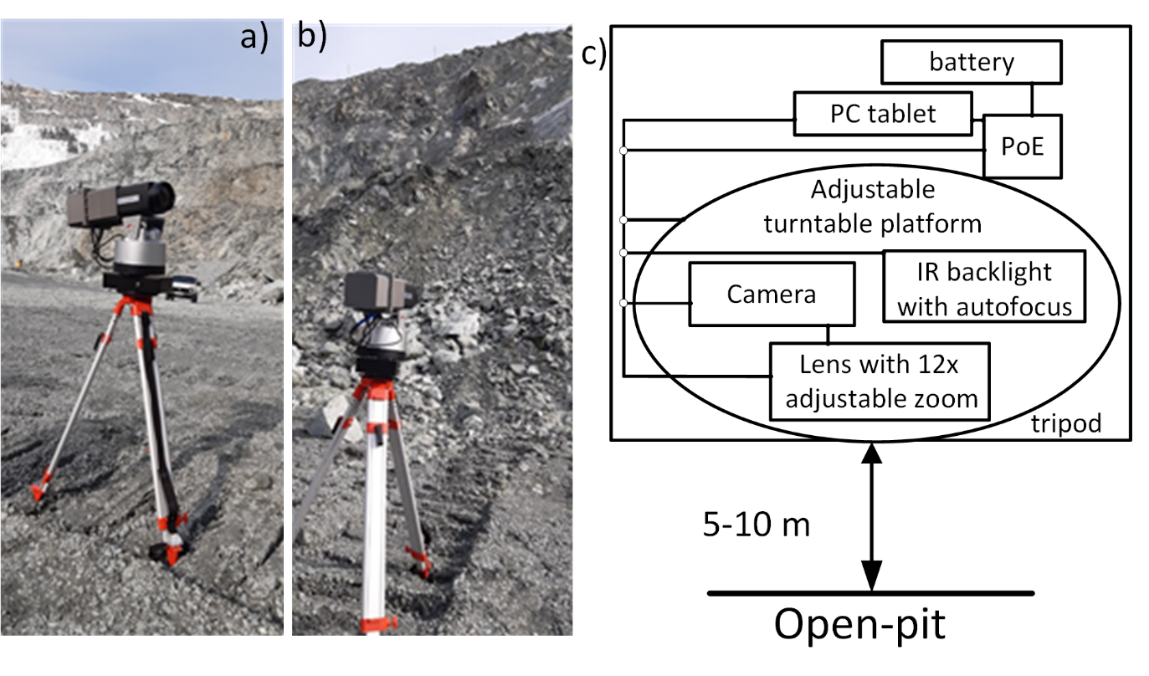 a)
b)
c)
battery
PC tablet
PoE
Adjustable
turntable platform
IR backlight
with autofocus
Camera
Lens with 12x
adjustable zoom
tripod
5-10 m
Open-pit